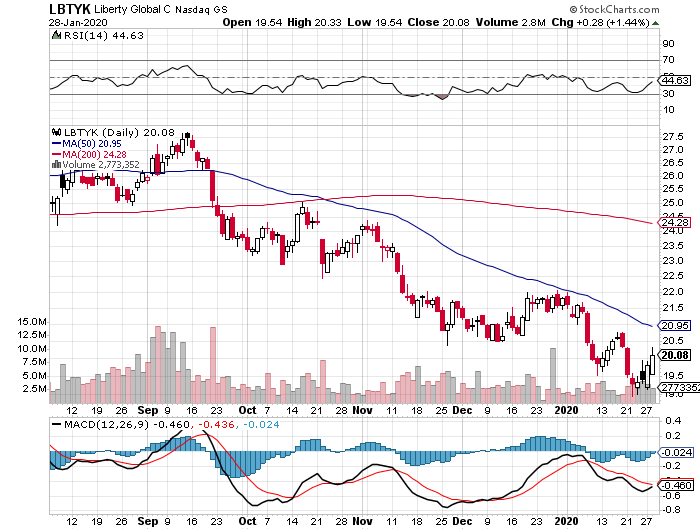 LBTYK Liberty Global C Nasdaq GS
© StockCharts.com
28-Jan-2020
Open 19.54 High 20.33 Low 19.54 Close 20.08 Volume 2.8M Chg +0.28 (+1.44%)
RSI(14) 44.63
90
70
50
44.63
30
10
LBTYK (Daily) 20.08
MA(50) 20.95
MA(200) 24.28
Volume 2,773,352
27.5
27.0
26.5
26.0
25.5
25.0
24.5
24.28
23.5
23.0
22.5
22.0
21.5
20.95
20.5
20.08
19.5
2773352
19.0
15.0M
12.5M
10.0M
7.5M
5.0M
2.5M
12 19 26 Sep 9 16 23 Oct 7 14 21 28 Nov 11 18 25 Dec 9 16 23 2020 13 21 27
MACD(12,26,9) -0.460, -0.436, -0.024
0.4
0.2
-0.024
-0.460
-0.6
-0.8
12 19 26 Sep 9 16 23 Oct 7 14 21 28 Nov 11 18 25 Dec 9 16 23 2020 13 21 27